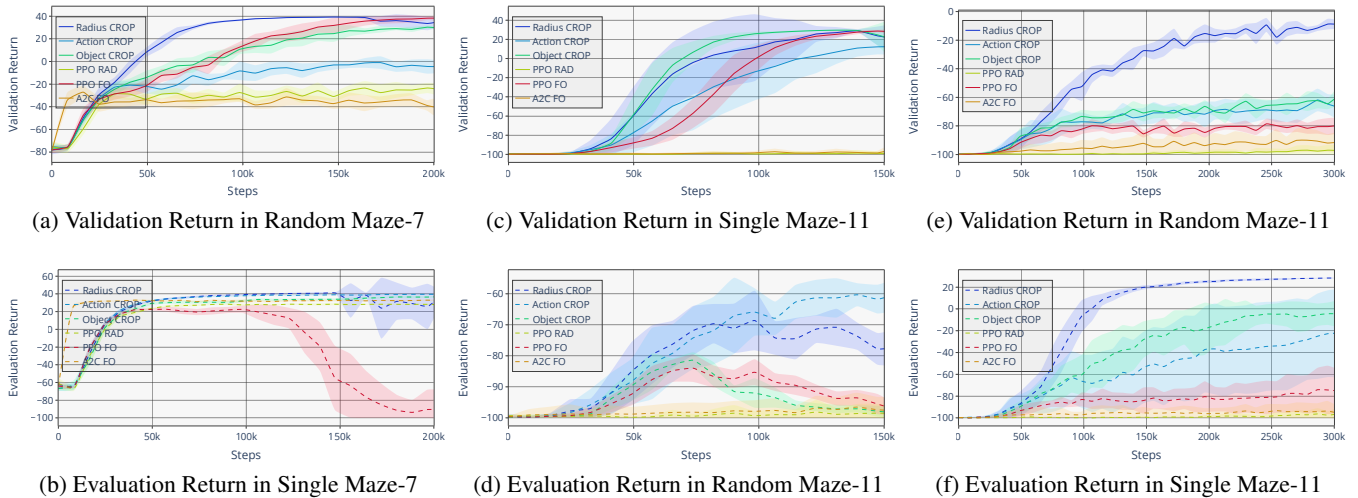 Validation Return
40
20
0
−20
−40
−60
−80
Radius CROP
Action CROP
Object CROP
PPO RAD
PPO FO
A2C FO
0
50k
100k
150k
200k
Steps
(a) Validation Return in Random Maze-7
Validation Return
40
20
0
−20
−40
−60
−80
−100
Radius CROP
Action CROP
Object CROP
PPO RAD
PPO FO
A2C FO
0
50k
100k
150k
Steps
(c) Validation Return in Single Maze-11
Validation Return
0
−20
−40
−60
−80
−100
Radius CROP
Action CROP
Object CROP
PPO RAD
PPO FO
A2C FO
0
50k
100k
150k
200k
250k
300k
Steps
(e) Validation Return in Random Maze-11
Evaluation Return
60
40
20
0
−20
−40
−60
−80
−100
Radius CROP
Action CROP
Object CROP
PPO RAD
PPO FO
A2C FO
0
50k
100k
150k
200k
Steps
(b) Evaluation Return in Single Maze-7
Evaluation Return
−60
−70
−80
−90
−100
Radius CROP
Action CROP
Object CROP
PPO RAD
PPO FO
A2C FO
0
50k
100k
150k
Steps
(d) Evaluation Return in Random Maze-11
Evaluation Return
20
0
−20
−40
−60
−80
−100
Radius CROP
Action CROP
Object CROP
PPO RAD
PPO FO
A2C FO
0
50k
100k
150k
200k
250k
300k
Steps
(f) Evaluation Return in Single Maze-11